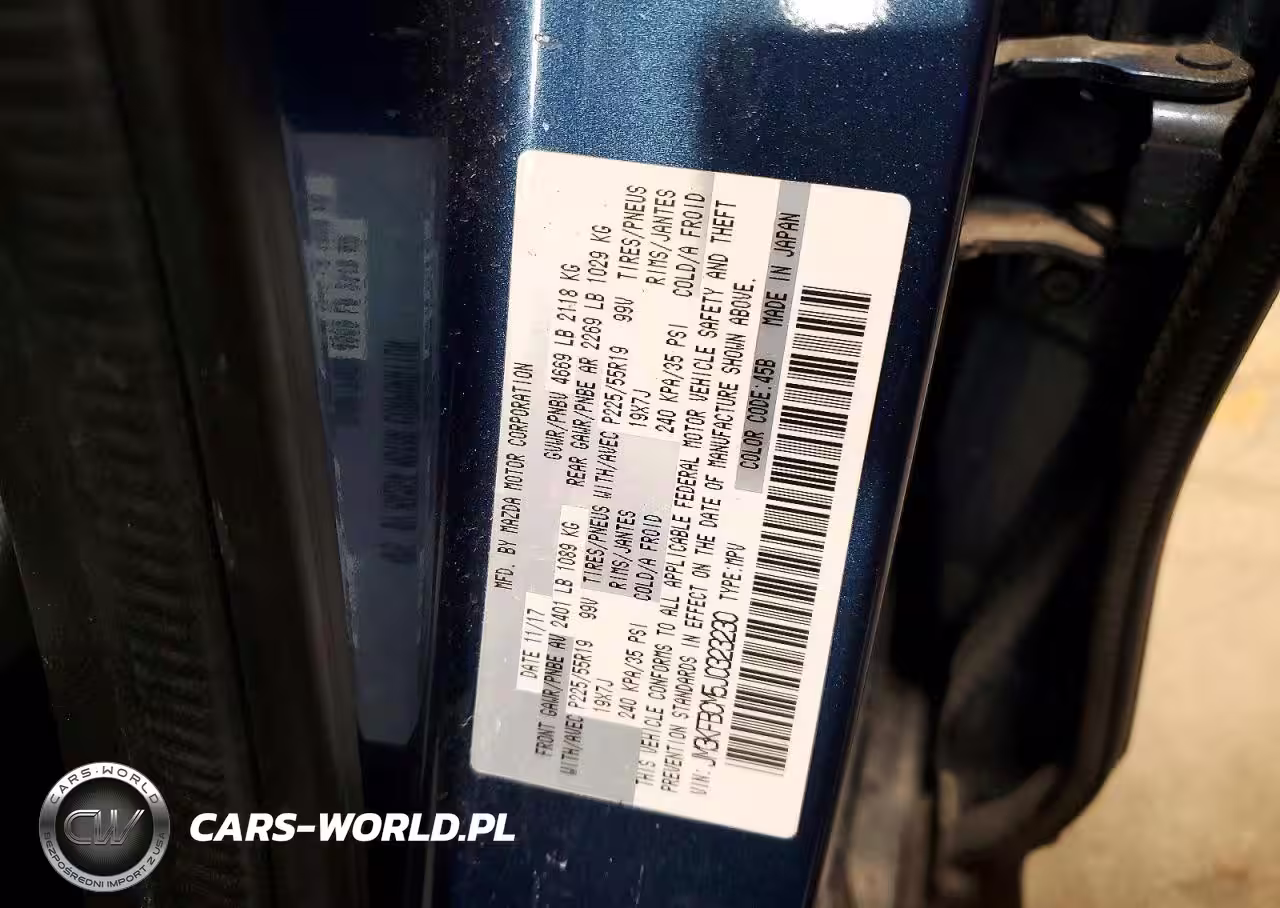 MFD. BY MAZDA MOTOR CORPORATION
DATE 11/17 GVWR/PNBV 4669 LB 2118 KG
FRONT GAWR/PNBE AV 2401 LB 1089 KG REAR GAWR/PNBE AR 2269 LB 1029 KG
WITH/AVEC P225/55R19 99V TIRES/PNEUS WITH/AVEC P225/55R19 99V TIRES/PNEUS
19X7J RIMS/JANTES 19X7J RIMS/JANTES
240 KPA/35 PSI COLD/A FROID 240 KPA/35 PSI COLD/A FROID
THIS VEHICLE CONFORMS TO ALL APPLICABLE FEDERAL MOTOR VEHICLE SAFETY AND THEFT
PREVENTION STANDARDS IN EFFECT ON THE DATE OF MANUFACTURE SHOWN ABOVE.
VIN: JM3KFBCM5J0323230 TYPE:MPV COLOR CODE:45B MADE IN JAPAN
CARS-WORLD
CW
BEZPOŚREDNI IMPORT Z USA
CARS-WORLD.PL